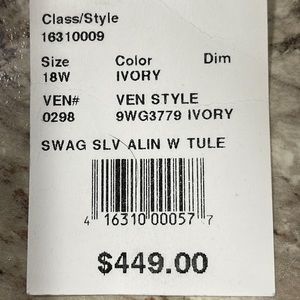 Class/Style
16310009
Size Color Dim
18W IVORY
VEN# VEN STYLE
0298 9WG3779 IVORY
SWAG SLV ALIN W TULE
4 16310 00057 7
$449.00